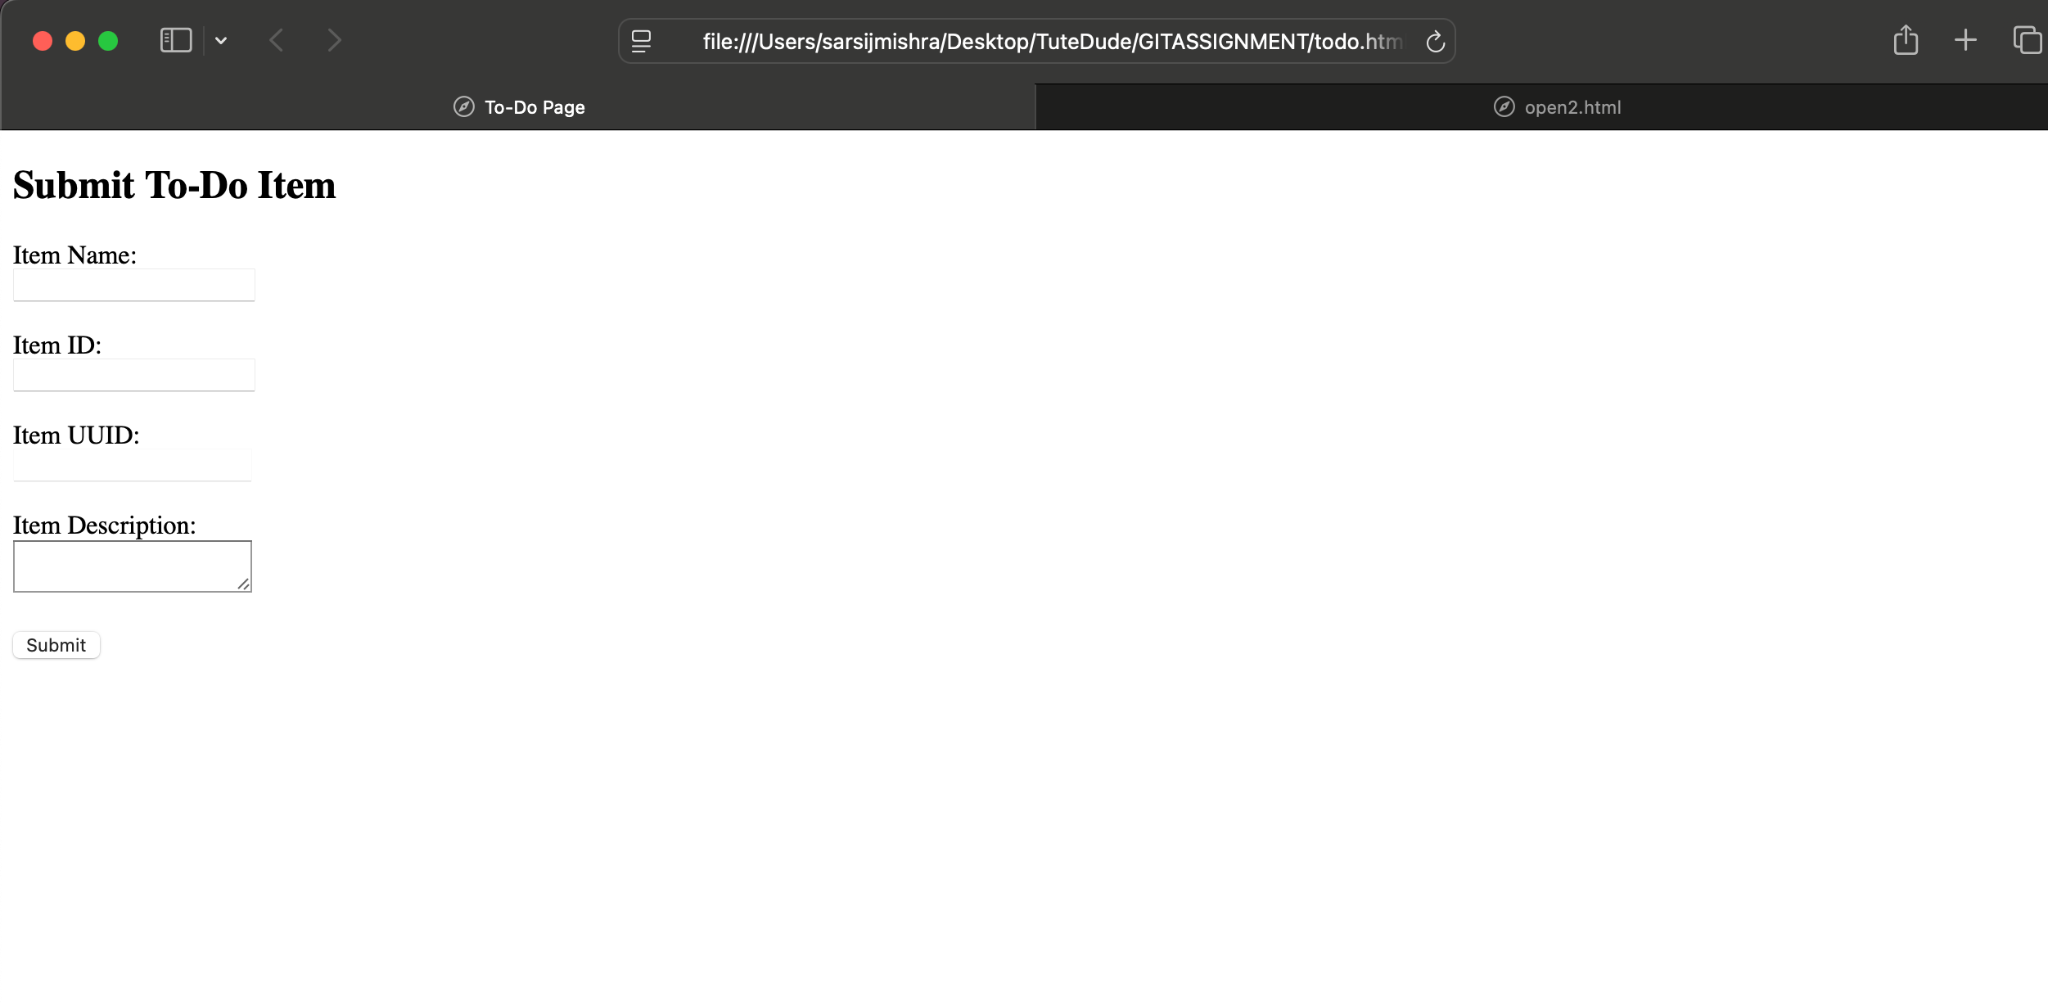 file:///Users/sarsijmishra/Desktop/TuteDude/GITASSIGNMENT/todo.htm
To-Do Page
open2.html
Submit To-Do Item
Item Name:
Item ID:
Item UUID:
Item Description:
Submit